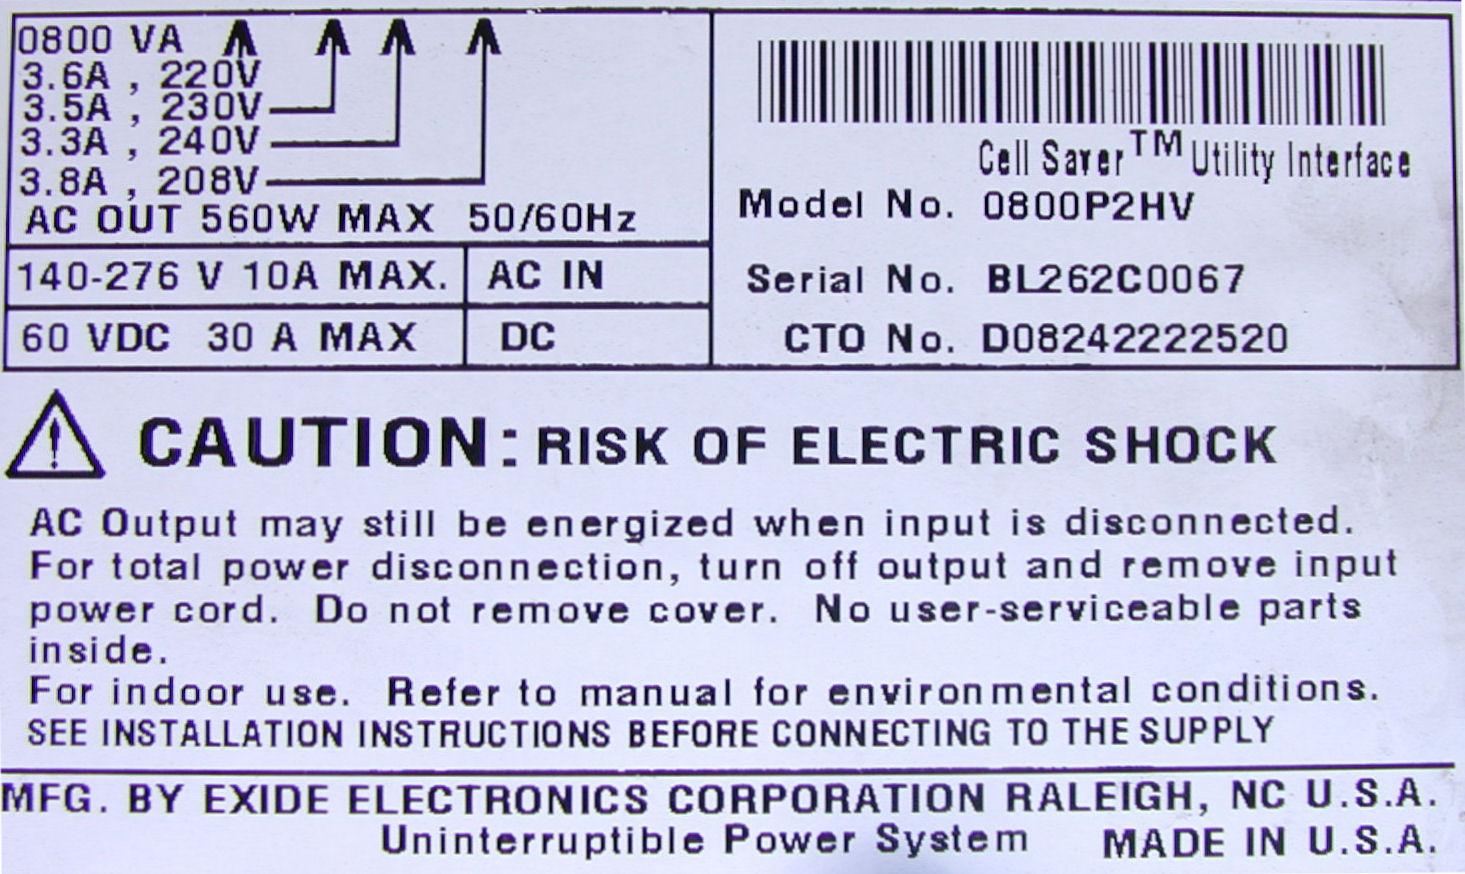 0800 VA
3.6A , 220V
3.5A , 230V
3.3A , 240V
3.8A , 208V
AC OUT 560W MAX 50/60Hz
140-276 V 10A MAX. AC IN
60 VDC 30 A MAX DC
Cell Saver™ Utility Interface
Model No. 0800P2HV
Serial No. BL262C0067
CTO No. D08242222520
CAUTION: RISK OF ELECTRIC SHOCK
AC Output may still be energized when input is disconnected.
For total power disconnection, turn off output and remove input
power cord. Do not remove cover. No user-serviceable parts
inside.
For indoor use. Refer to manual for environmental conditions.
SEE INSTALLATION INSTRUCTIONS BEFORE CONNECTING TO THE SUPPLY
MFG. BY EXIDE ELECTRONICS CORPORATION RALEIGH, NC U.S.A.
Uninterruptible Power System MADE IN U.S.A.